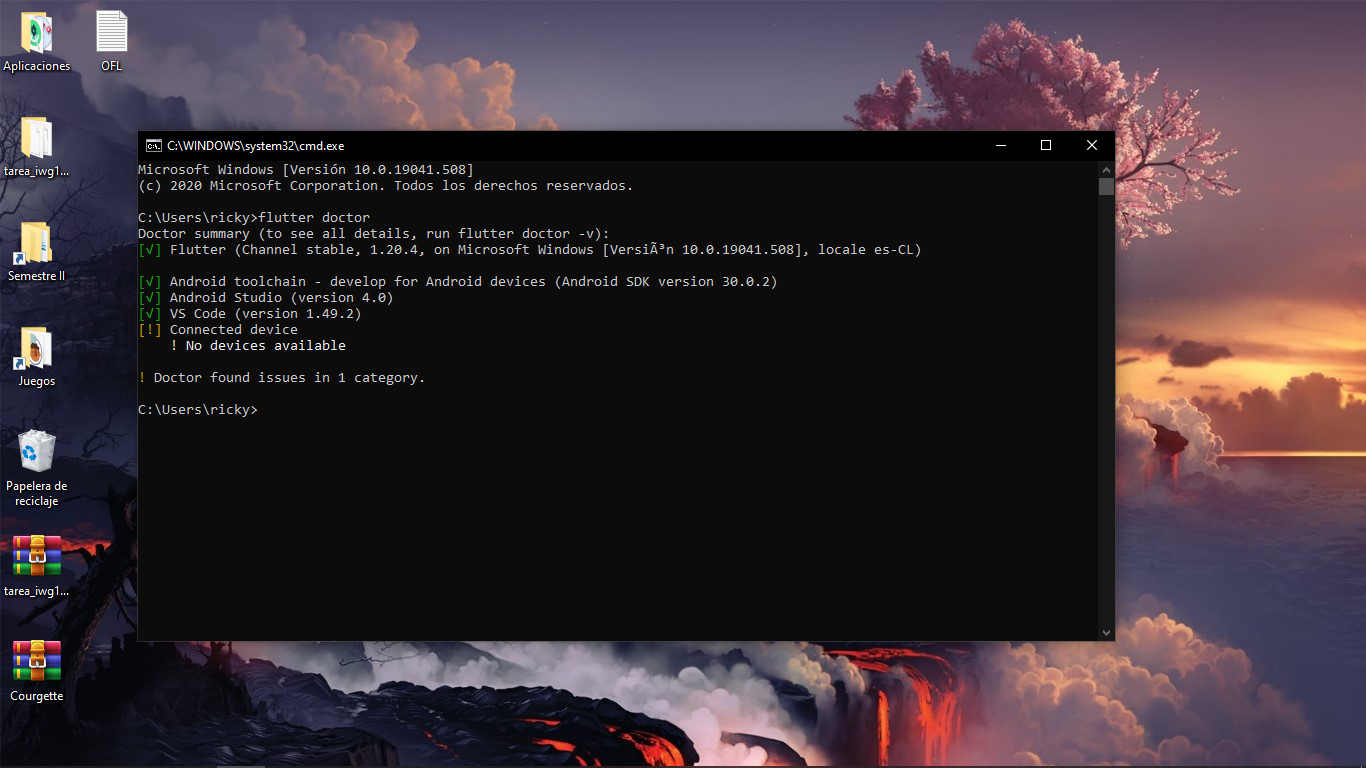 Aplicaciones
OFL
tarea_iwg1...
Semestre II
Juegos
Papelera de
reciclaje
tarea_iwg1...
Courgette
C:\WINDOWS\system32\cmd.exe
Microsoft Windows [Versión 10.0.19041.508]
(c) 2020 Microsoft Corporation. Todos los derechos reservados.
C:\Users\ricky>flutter doctor
Doctor summary (to see all details, run flutter doctor -v):
[√] Flutter (Channel stable, 1.20.4, on Microsoft Windows [VersiÃ³n 10.0.19041.508], locale es-CL)
[√] Android toolchain - develop for Android devices (Android SDK version 30.0.2)
[√] Android Studio (version 4.0)
[√] VS Code (version 1.49.2)
[!] Connected device
! No devices available
! Doctor found issues in 1 category.
C:\Users\ricky>